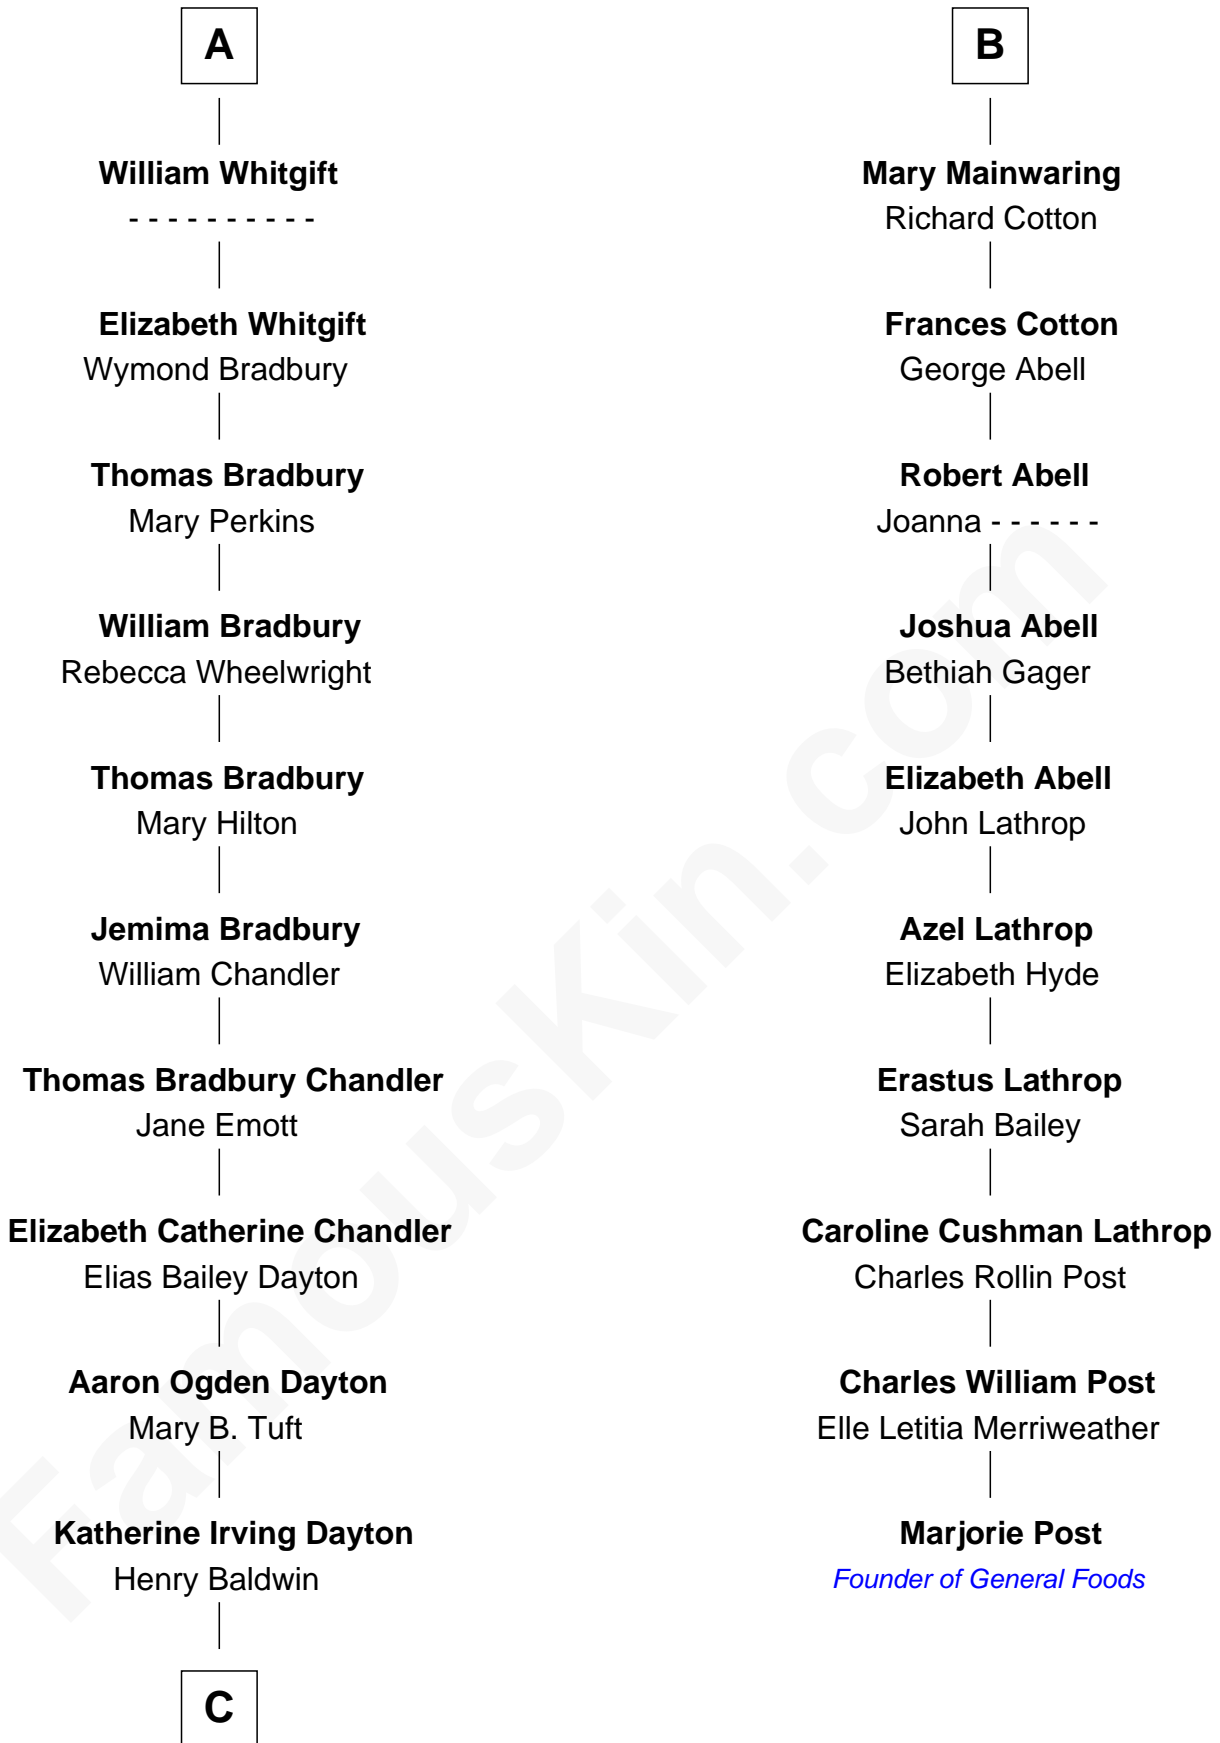 A
William Whitgift
- - - - - - - - - -
Elizabeth Whitgift
Wymond Bradbury
Thomas Bradbury
Mary Perkins
William Bradbury
Rebecca Wheelwright
Thomas Bradbury
Mary Hilton
Jemima Bradbury
William Chandler
Thomas Bradbury Chandler
Jane Emott
Elizabeth Catherine Chandler
Elias Bailey Dayton
Aaron Ogden Dayton
Mary B. Tuft
Katherine Irving Dayton
Henry Baldwin
C
B
Mary Mainwaring
Richard Cotton
Frances Cotton
George Abell
Robert Abell
Joanna - - - - - -
Joshua Abell
Bethiah Gager
Elizabeth Abell
John Lathrop
Azel Lathrop
Elizabeth Hyde
Erastus Lathrop
Sarah Bailey
Caroline Cushman Lathrop
Charles Rollin Post
Charles William Post
Elle Letitia Merriweather
Marjorie Post
Founder of General Foods
FamousKin.com